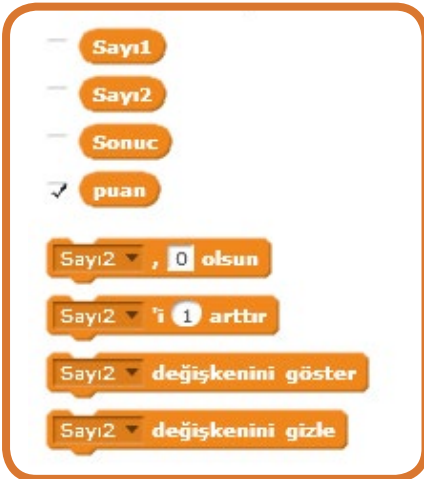 Sayı1
Sayı2
Sonuc
puan
Sayı2 , 0 olsun
Sayı2 'i 1 arttır
Sayı2 değişkenini göster
Sayı2 değişkenini gizle